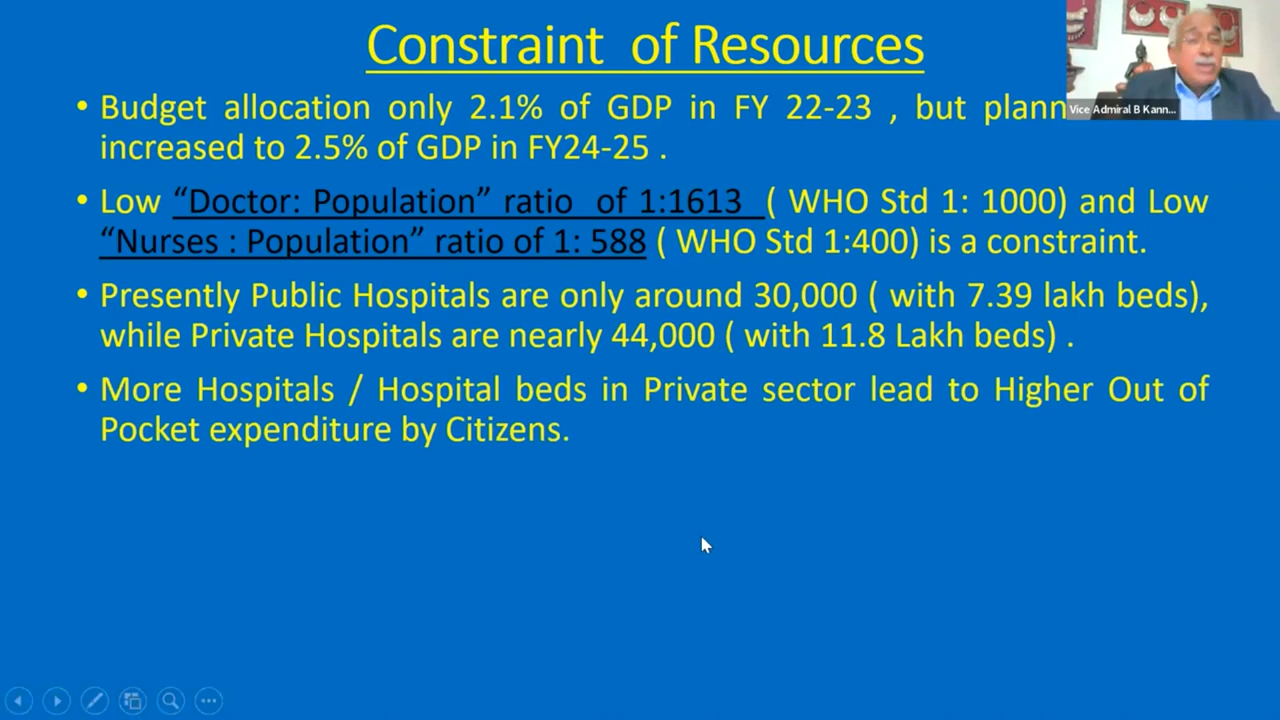 Constraint of Resources
• Budget allocation only 2.1% of GDP in FY 22-23 , but plann
increased to 2.5% of GDP in FY24-25 .
• Low “Doctor: Population” ratio of 1:1613 ( WHO Std 1: 1000) and Low
“Nurses : Population” ratio of 1: 588 ( WHO Std 1:400) is a constraint.
• Presently Public Hospitals are only around 30,000 ( with 7.39 lakh beds),
while Private Hospitals are nearly 44,000 ( with 11.8 Lakh beds) .
• More Hospitals / Hospital beds in Private sector lead to Higher Out of
Pocket expenditure by Citizens.
Vice Admiral B Kann...